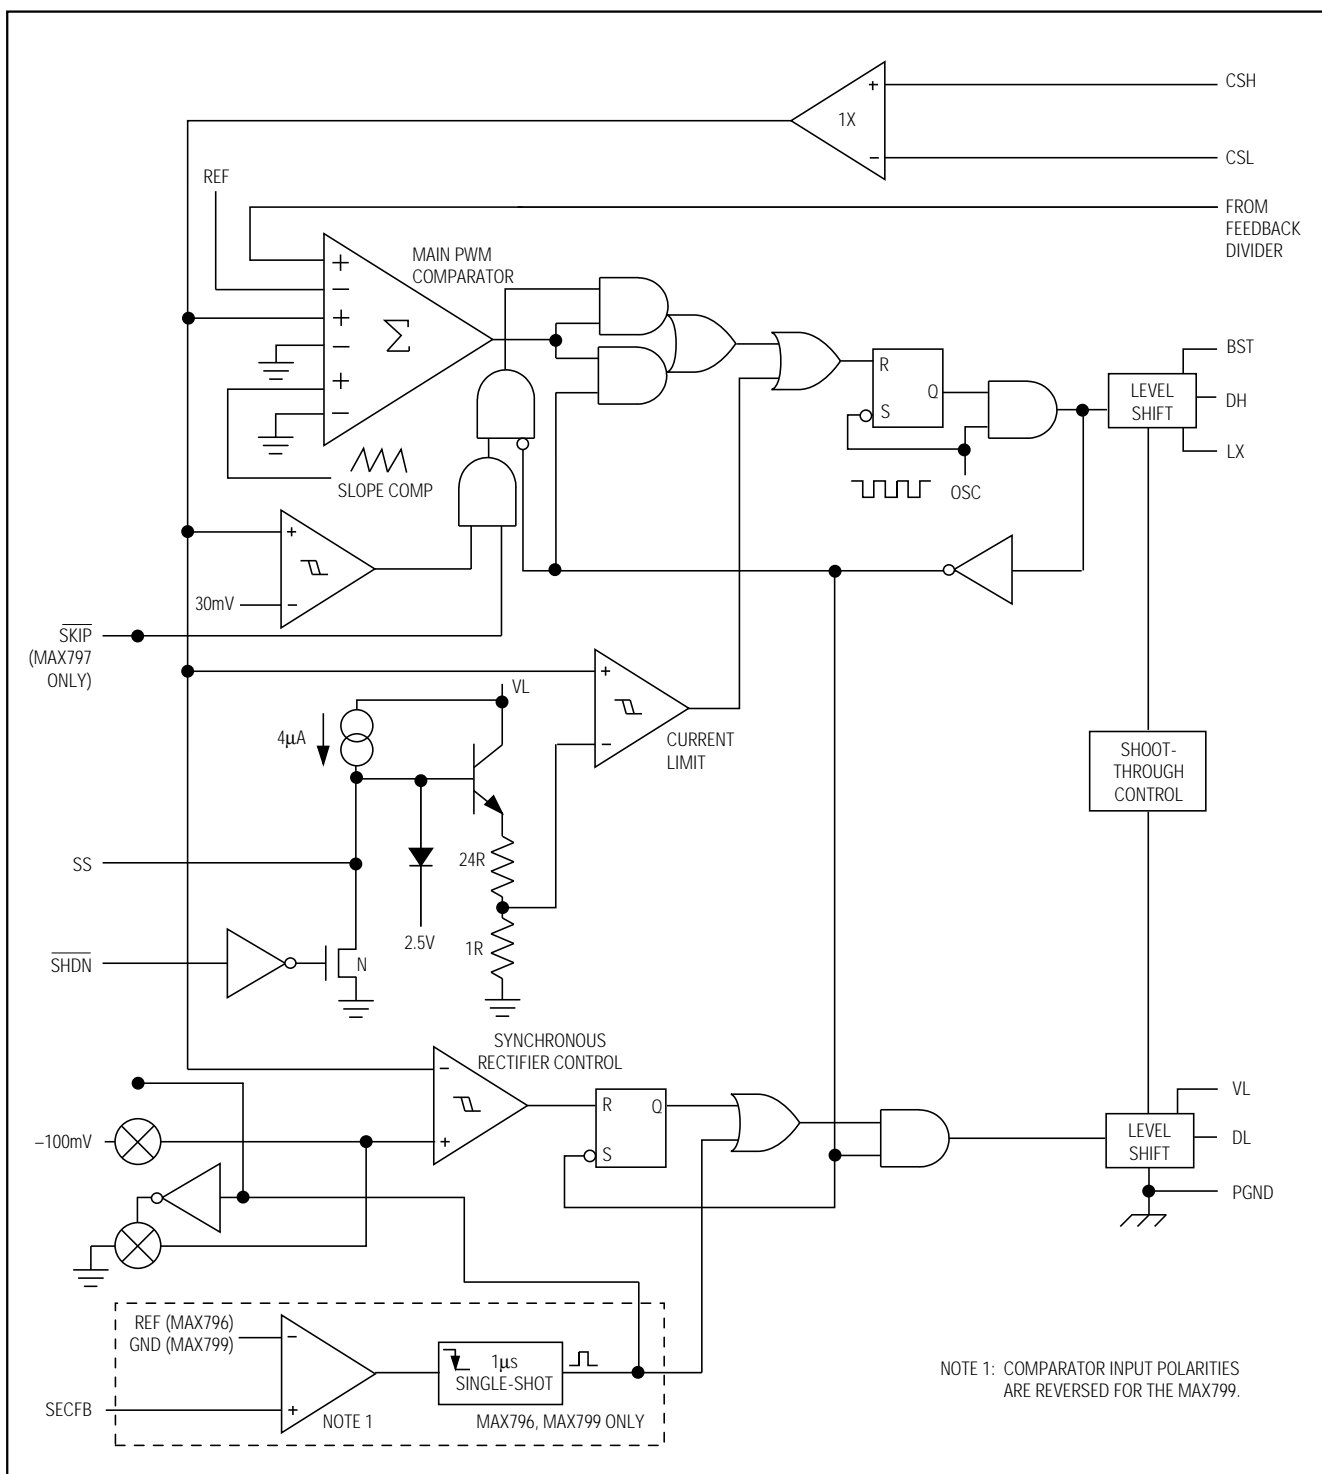 CSH
1X
CSL
REF
FROM
FEEDBACK
DIVIDER
MAIN PWM
COMPARATOR
+
−
+
−
+
−
Σ
SLOPE COMP
R
Q
S
OSC
BST
LEVEL
SHIFT
DH
LX
+
30mV
−
SKIP
(MAX797
ONLY)
VL
4µA
+
−
CURRENT
LIMIT
SHOOT-
THROUGH
CONTROL
SS
24R
2.5V
1R
SHDN
N
SYNCHRONOUS
RECTIFIER CONTROL
−
+
–100mV
R
Q
S
VL
LEVEL
SHIFT
DL
PGND
REF (MAX796)
GND (MAX799)
−
+
SECFB
NOTE 1
1µs
SINGLE-SHOT
MAX796, MAX799 ONLY
NOTE 1: COMPARATOR INPUT POLARITIES
ARE REVERSED FOR THE MAX799.